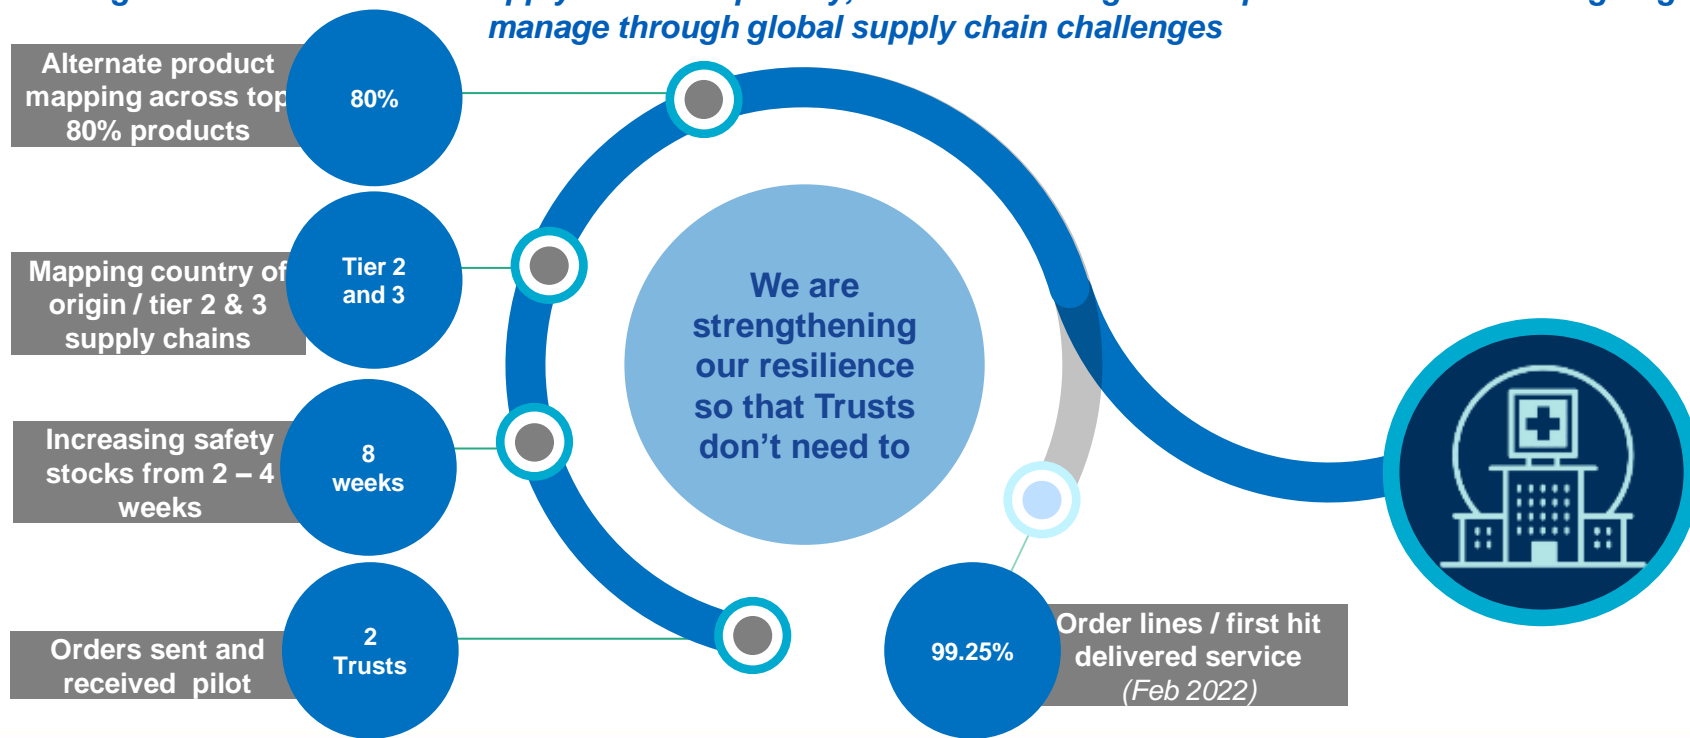 manage through global supply chain challenges
Alternate product
mapping across top
80% products
80%
Mapping country of
origin / tier 2 & 3
supply chains
Tier 2
and 3
Increasing safety
stocks from 2 – 4
weeks
8
weeks
Orders sent and
received pilot
2
Trusts
We are
strengthening
our resilience
so that Trusts
don’t need to
99.25%
Order lines / first hit
delivered service
(Feb 2022)